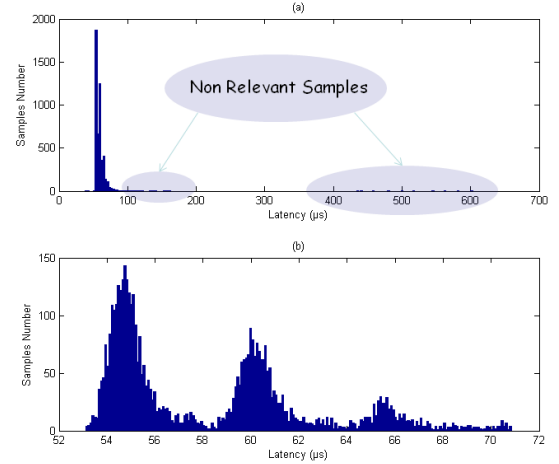 (a)
2000
1500
1000
500
0
Samples Number
Non Relevant Samples
0 100 200 300 400 500 600 700
Latency (µs)
(b)
150
100
50
0
Samples Number
52 54 56 58 60 62 64 66 68 70 72
Latency (µs)